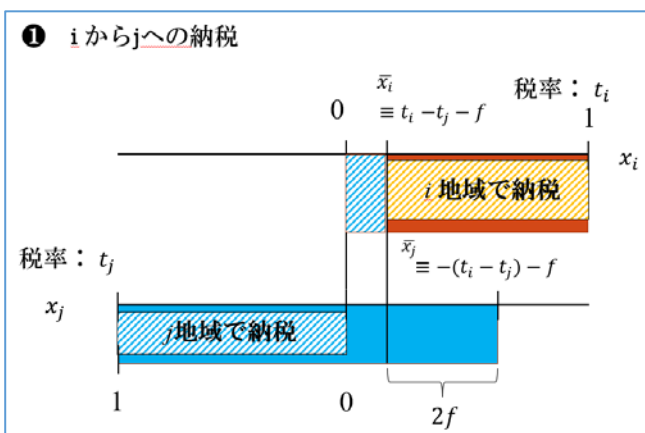 ❶ iからjへの納税
x̄ᵢ
≡ tᵢ −tⱼ − f
税率： tᵢ
0
1
xᵢ
i 地域で納税
税率： tⱼ
x̄ⱼ
≡ −(tᵢ − tⱼ) − f
xⱼ
j地域で納税
1
0
2f